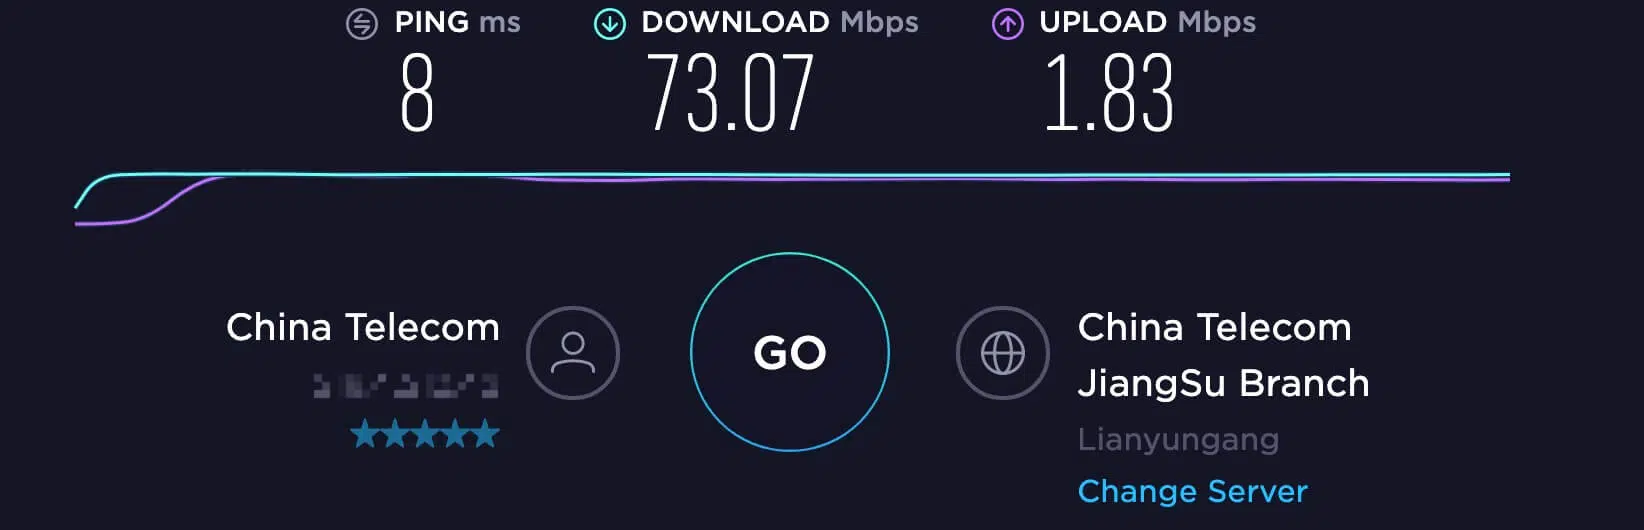 PING ms
8
DOWNLOAD Mbps
73.07
UPLOAD Mbps
1.83
China Telecom
GO
China Telecom
JiangSu Branch
Lianyungang
Change Server